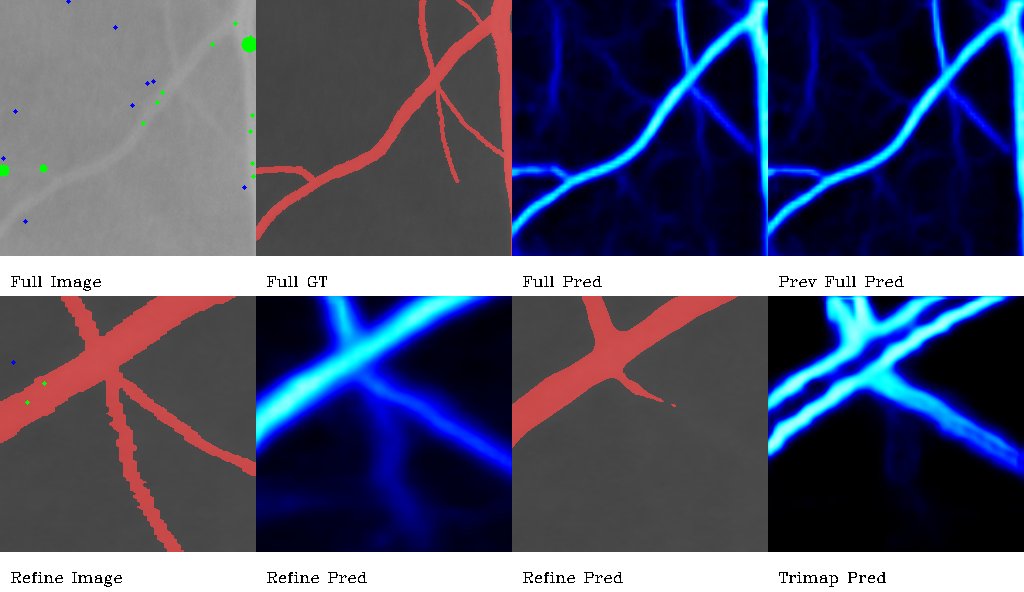 Full Image
Full GT
Full Pred
Prev Full Pred
Refine Image
Refine Pred
Refine Pred
Trimap Pred